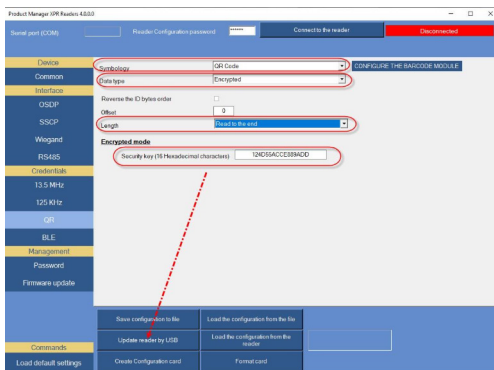 Product Manager XPR Readers 4.8.0.0
Serial port (COM)
Reader Configuration password
******
Connect to the reader
Disconnected
Device
Common
Interface
OSDP
SSCP
Wiegand
RS485
Credentials
13.5 MHz
125 KHz
QR
BLE
Management
Password
Firmware update
Commands
Load default settings
Symbology QR Code
CONFIGURE THE BARCODE MODULE
Data type Encrypted
Reverse the ID bytes order
Offset 0
Length Read to the end
Encrypted mode
Security key (16 Hexadecimal characters) 124D55ACCE889ADD
Save configuration to file
Load the configuration from the file
Update reader by USB
Load the configuration from the
reader
Create Configuration card
Format card